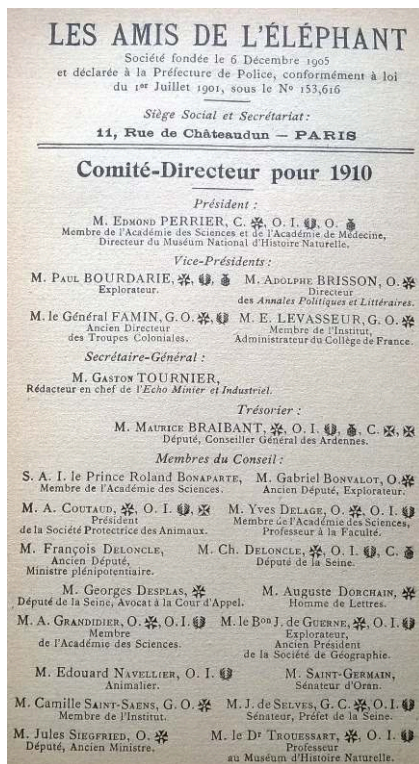 LES AMIS DE L'ÉLÉPHANT
Société fondée le 6 Décembre 1905
et déclarée à la Préfecture de Police, conformément à loi
du 1er Juillet 1901, sous le No 153,616
Siège Social et Secrétariat:
11, Rue de Châteaudun — PARIS
Comité-Directeur pour 1910
Président :
M. EDMOND PERRIER, C. O. I. O.
Membre de l'Académie des Sciences et de l'Académie de Médecine,
Directeur du Muséum National d'Histoire Naturelle.
Vice-Présidents :
M. PAUL BOURDARIE,
Explorateur.
M. ADOLPHE BRISSON, O.
Directeur
des Annales Politiques et Littéraires.
M. le Général FAMIN, G. O.
Ancien Directeur
des Troupes Coloniales.
M. E. LEVASSEUR, G. O.
Membre de l'Institut,
Administrateur du Collège de France.
Secrétaire-Général :
M. GASTON TOURNIER,
Rédacteur en chef de l'Echo Minier et Industriel.
Trésorier :
M. MAURICE BRAIBANT, O. I. C.
Député, Conseiller Général des Ardennes.
Membres du Conseil :
S. A. I. le Prince Roland BONAPARTE,
Membre de l'Académie des Sciences.
M. Gabriel BONVALOT, O.
Ancien Député, Explorateur.
M. A. COUTAUD, O. I.
Président
de la Société Protectrice des Animaux.
M. Yves DELAGE, O. O. I.
Membre de l'Académie des Sciences,
Professeur à la Faculté.
M. François DELONCLE,
Ancien Député,
Ministre plénipotentiaire.
M. Ch. DELONCLE, O. I. C.
Député de la Seine.
M. Georges DESPLAS,
Député de la Seine, Avocat à la Cour d'Appel.
M. Auguste DORCHAIN,
Homme de Lettres.
M. A. GRANDIDIER, O. O. I.
Membre
de l'Académie des Sciences.
M. le Bon J. de GUERNE, O. I.
Explorateur,
Ancien Président
de la Société de Géographie.
M. Edouard NAVELLIER, O. I.
Animalier.
M. SAINT-GERMAIN,
Sénateur d'Oran.
M. Camille SAINT-SAENS, G. O.
Membre de l'Institut.
M. J. de SELVES, G. C. O. I.
Sénateur, Préfet de la Seine.
M. Jules SIEGFRIED, O.
Député, Ancien Ministre.
M. le Dr TROUESSART, O. I.
Professeur
au Muséum d'Histoire Naturelle.